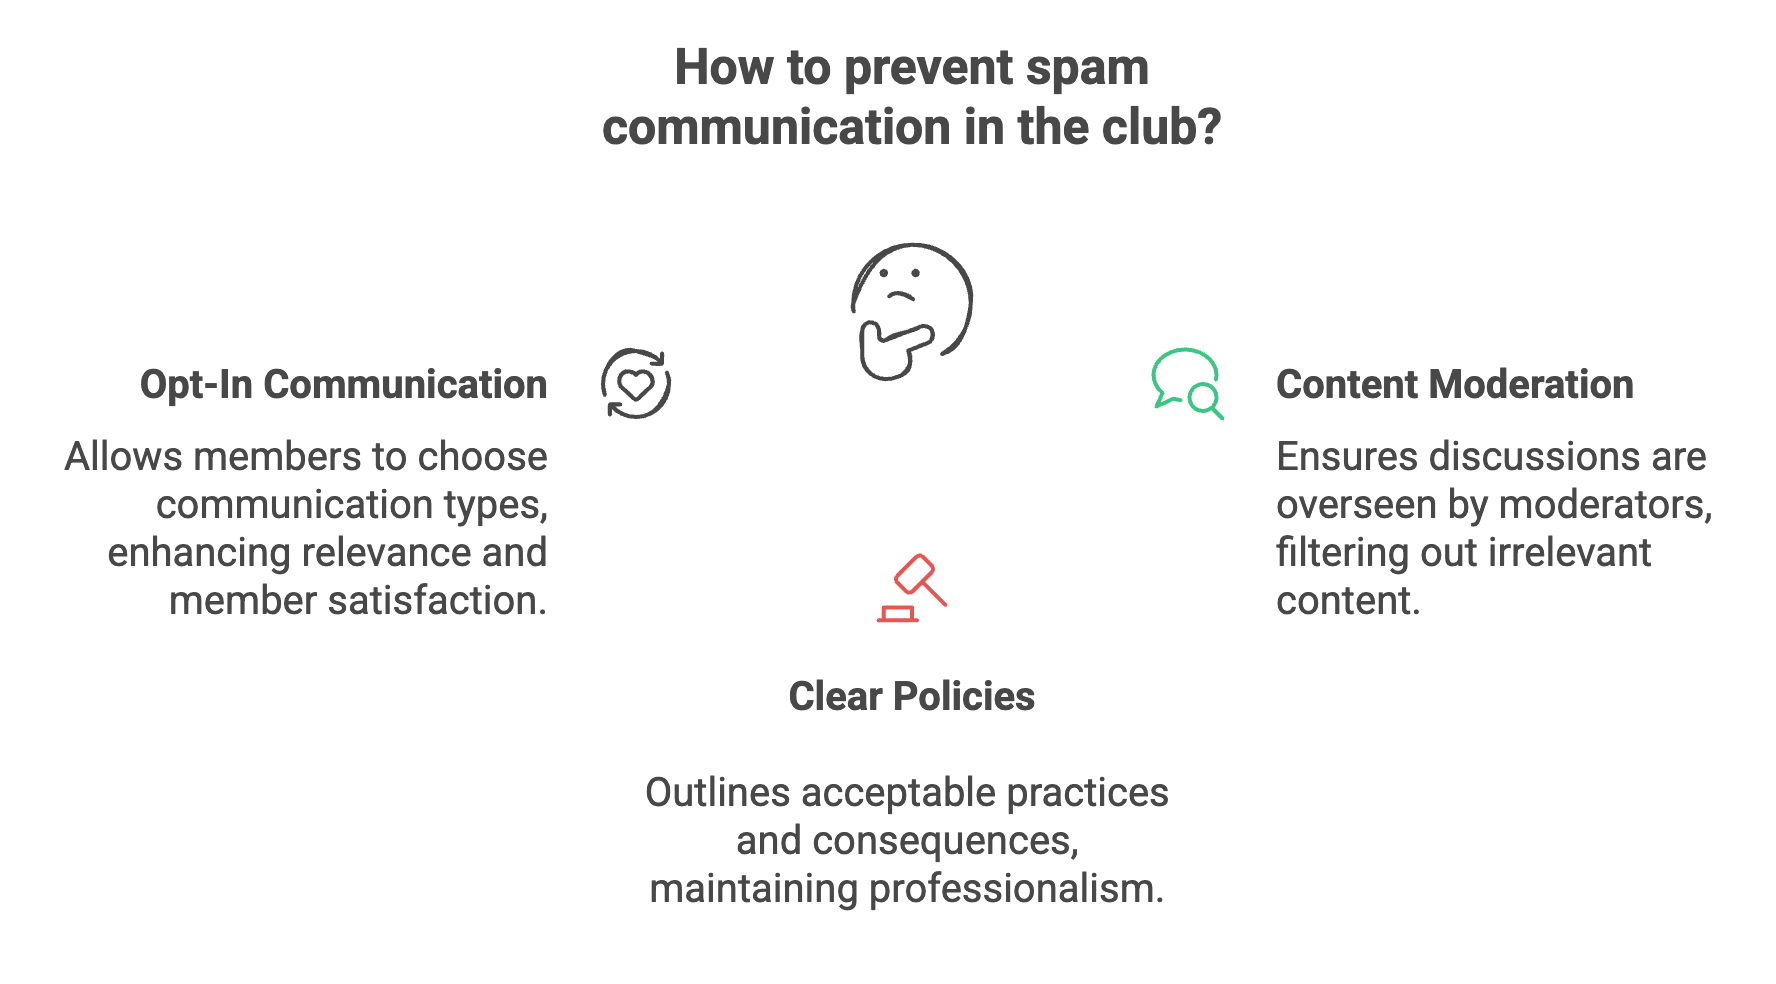 How to prevent spam
communication in the club?
Opt-In Communication
Allows members to choose
communication types,
enhancing relevance and
member satisfaction.
Content Moderation
Ensures discussions are
overseen by moderators,
filtering out irrelevant
content.
Clear Policies
Outlines acceptable practices
and consequences,
maintaining professionalism.